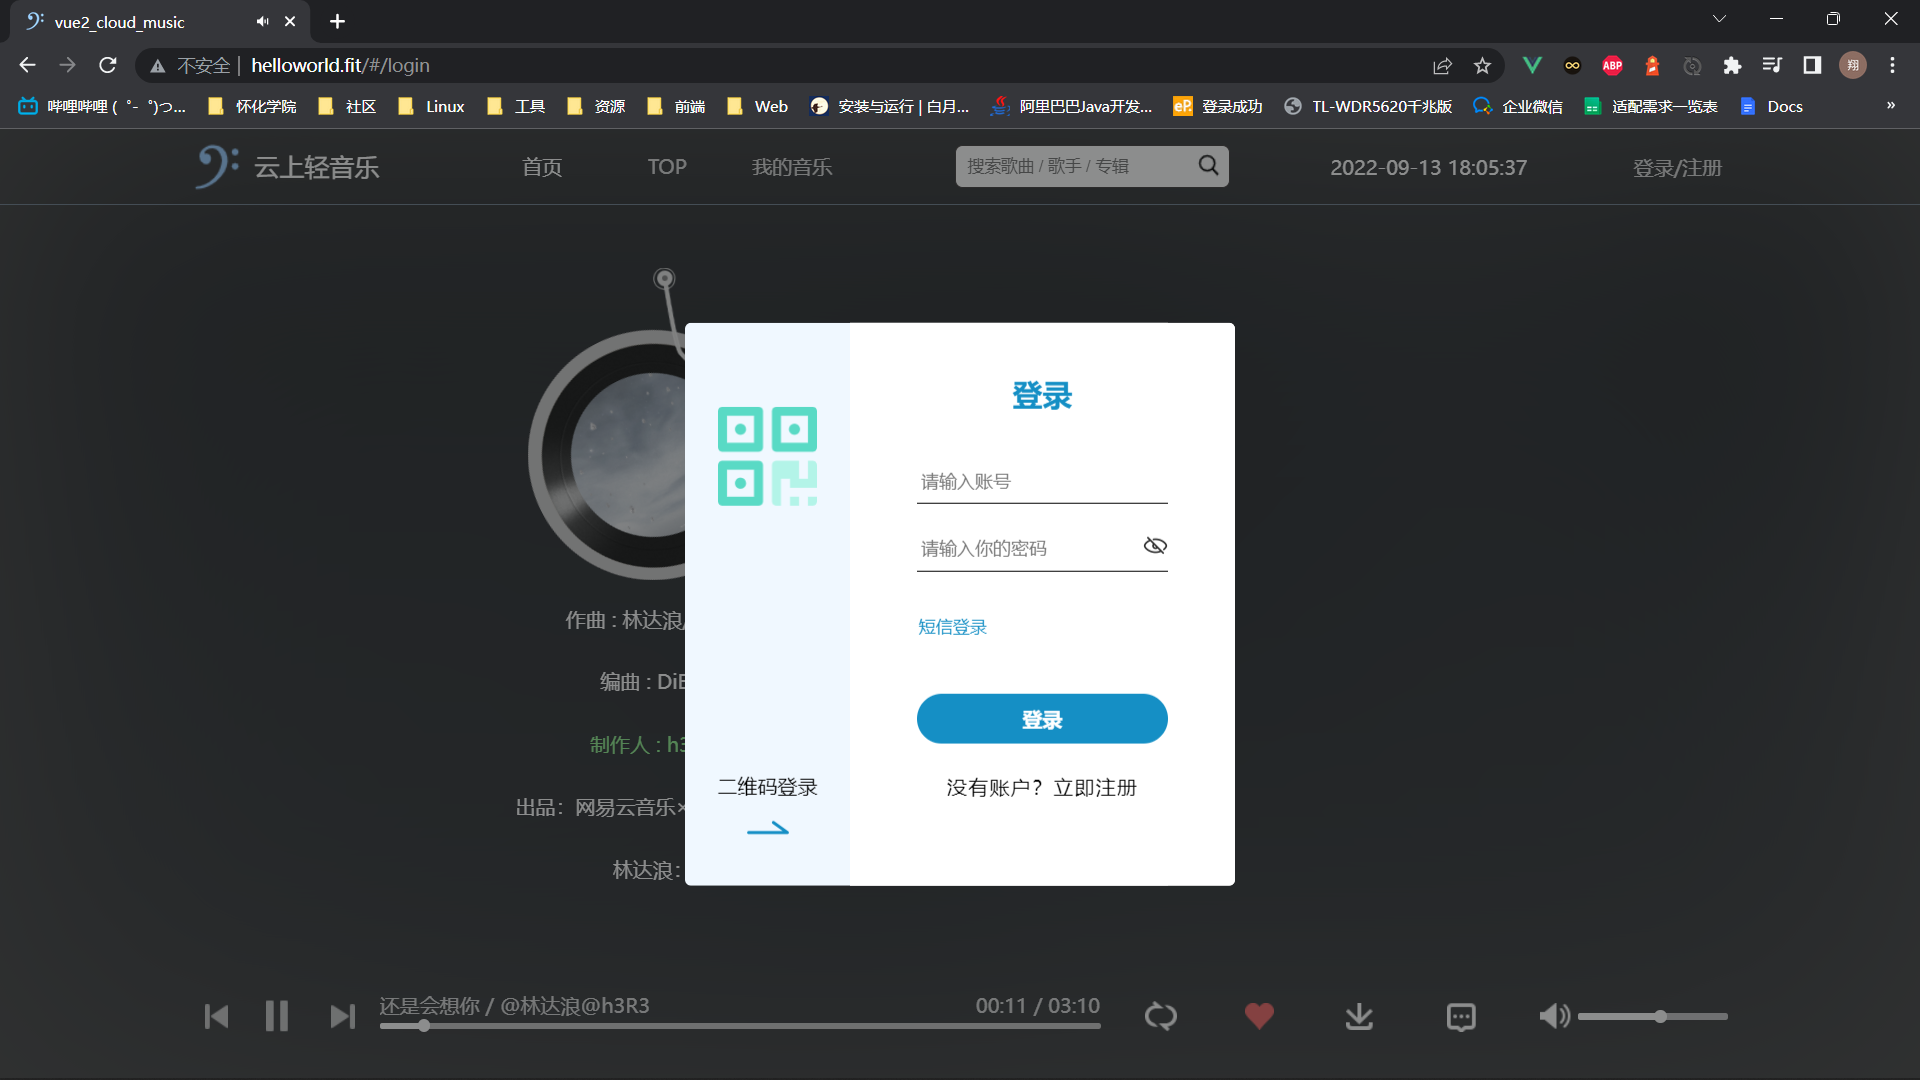 vue2_cloud_music
不安全 | helloworld.fit/#/login
ABP
翔
哔哩哔哩 (゜-゜)つ... 怀化学院 社区 Linux 工具 资源 前端 Web 安装与运行 | 白月... 阿里巴巴Java开发... eP. 登录成功 TL-WDR5620千兆版 企业微信 适配需求一览表 Docs »
云上轻音乐 首页 TOP 我的音乐 搜索歌曲 / 歌手 / 专辑 2022-09-13 18:05:37 登录/注册
登录
请输入账号
请输入你的密码
短信登录
登录
没有账户？立即注册
二维码登录
作曲 : 林达浪
编曲 : Di
制作人 : h3
出品：网易云音乐×
林达浪:
还是会想你 / @林达浪@h3R3
00:11 / 03:10